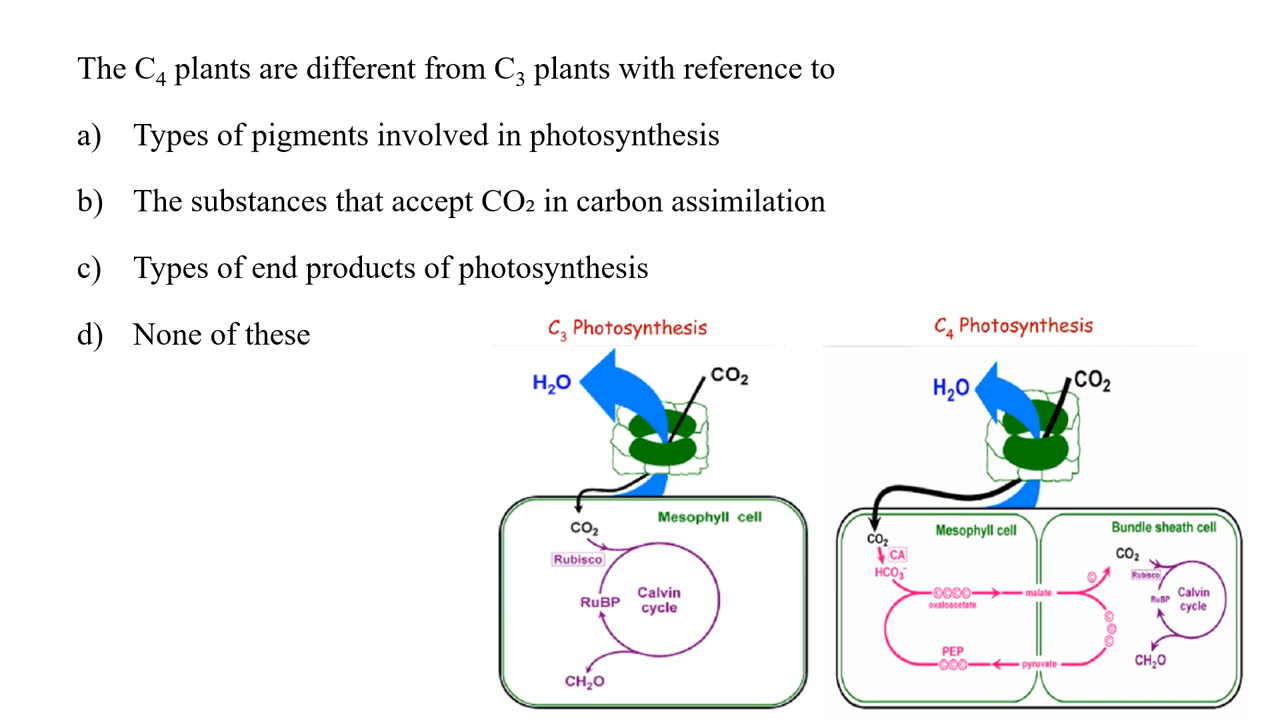 The C₄ plants are different from C₃ plants with reference to
a) Types of pigments involved in photosynthesis
b) The substances that accept CO₂ in carbon assimilation
c) Types of end products of photosynthesis
d) None of these
C₃ Photosynthesis
H₂O
CO₂
Mesophyll cell
CO₂
Rubisco
RuBP
Calvin
cycle
CH₂O
C₄ Photosynthesis
H₂O
CO₂
Mesophyll cell
Bundle sheath cell
CO₂
CA
HCO₃⁻
©©©©
oxaloacetate
malate
©
CO₂
Rubisco
RuBP
Calvin
cycle
©
©
©
CH₂O
PEP
©©©
pyruvate